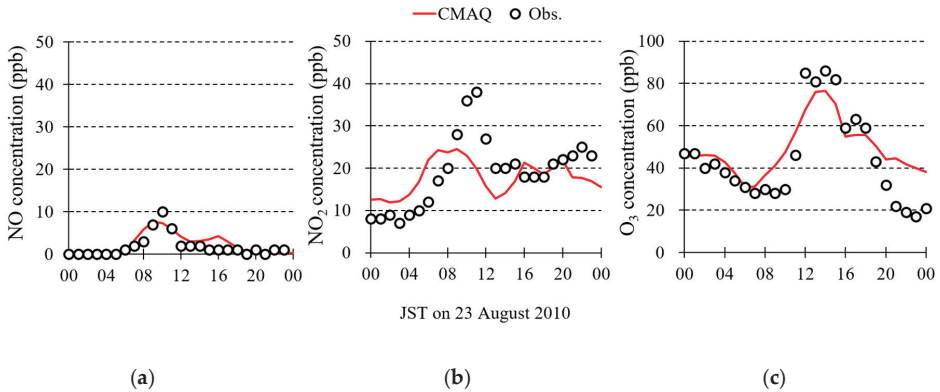 CMAQ Obs.
NO concentration (ppb)
50
40
30
20
10
0
00 04 08 12 16 20 00
(a)
NO₂ concentration (ppb)
50
40
30
20
10
0
00 04 08 12 16 20 00
JST on 23 August 2010
(b)
O₃ concentration (ppb)
100
80
60
40
20
0
00 04 08 12 16 20 00
(c)